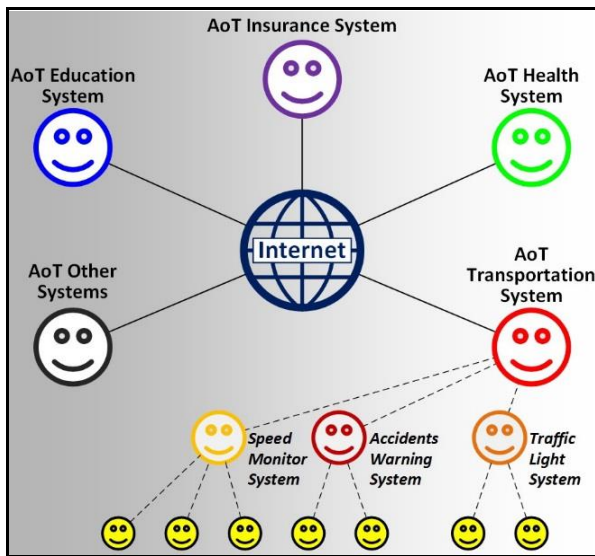 AoT Insurance System
AoT Education
System
AoT Health
System
Internet
AoT Other
Systems
AoT
Transportation
System
Speed
Monitor
System
Accidents
Warning
System
Traffic
Light
System